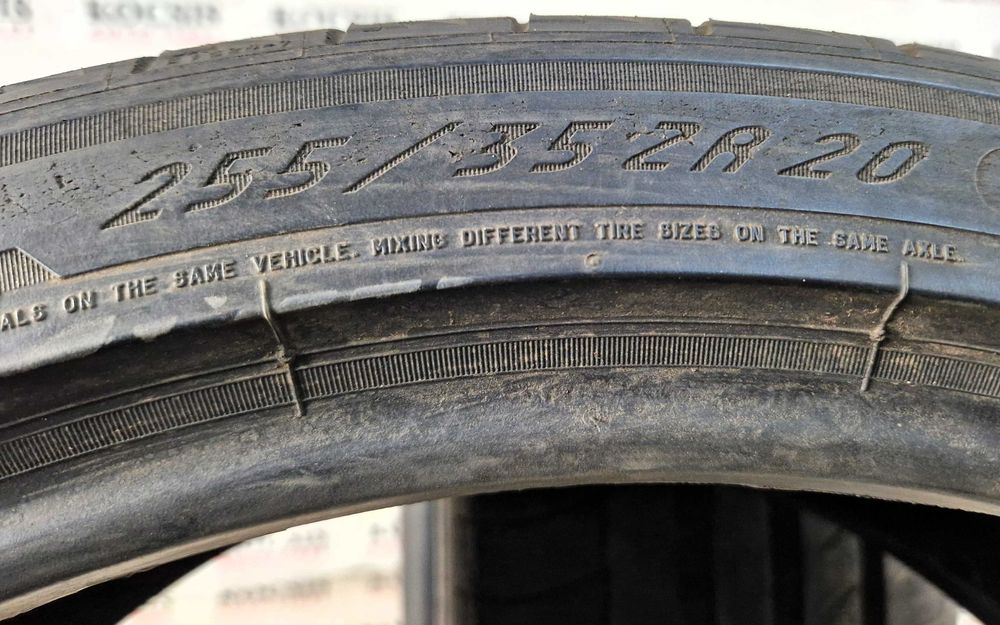 255/35ZR20
ALS ON THE SAME VEHICLE. MIXING DIFFERENT TIRE SIZES ON THE SAME AXLE.